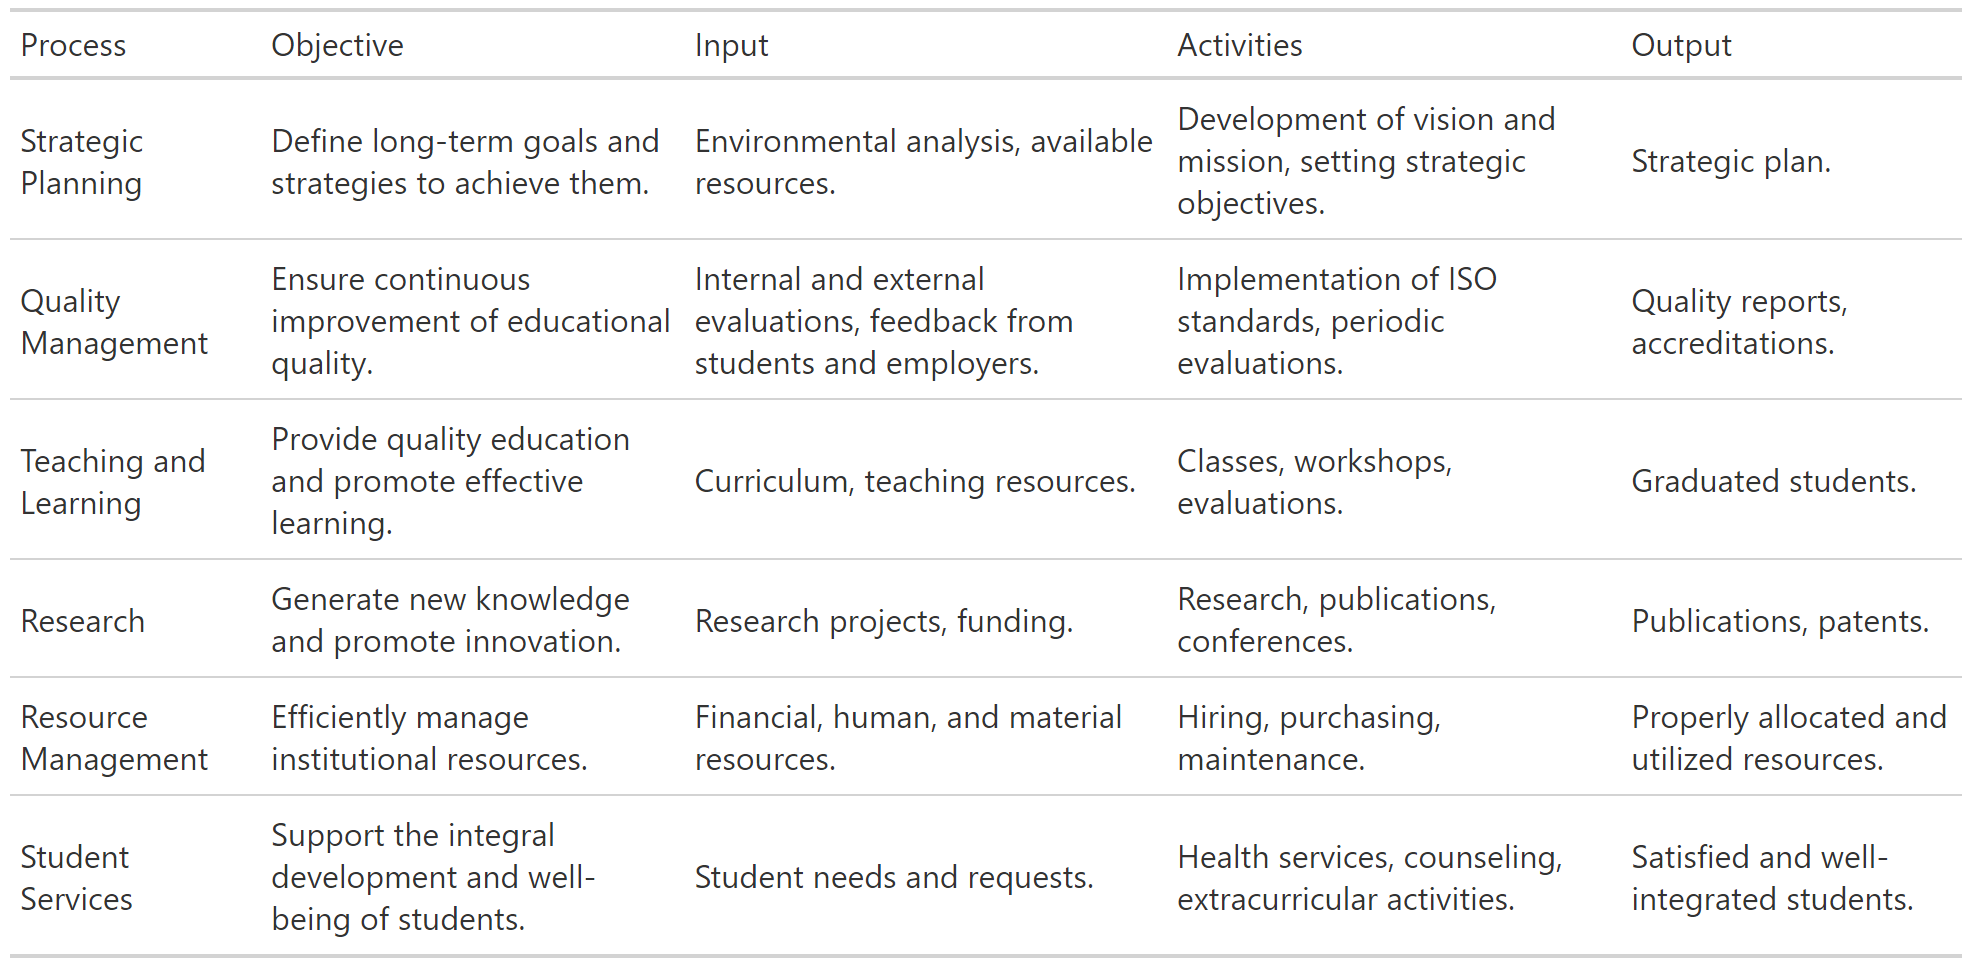 Process Objective Input Activities Output
Strategic Planning
Define long-term goals and
strategies to achieve them.
Environmental analysis, available
resources.
Development of vision and
mission, setting strategic
objectives.
Strategic plan.
Quality
Management
Ensure continuous
improvement of educational
quality.
Internal and external
evaluations, feedback from
students and employers.
Implementation of ISO
standards, periodic
evaluations.
Quality reports,
accreditations.
Teaching and
Learning
Provide quality education
and promote effective
learning.
Curriculum, teaching resources.
Classes, workshops,
evaluations.
Graduated students.
Research
Generate new knowledge
and promote innovation.
Research projects, funding.
Research, publications,
conferences.
Publications, patents.
Resource
Management
Efficiently manage
institutional resources.
Financial, human, and material
resources.
Hiring, purchasing,
maintenance.
Properly allocated and
utilized resources.
Student
Services
Support the integral
development and well-
being of students.
Student needs and requests.
Health services, counseling,
extracurricular activities.
Satisfied and well-
integrated students.